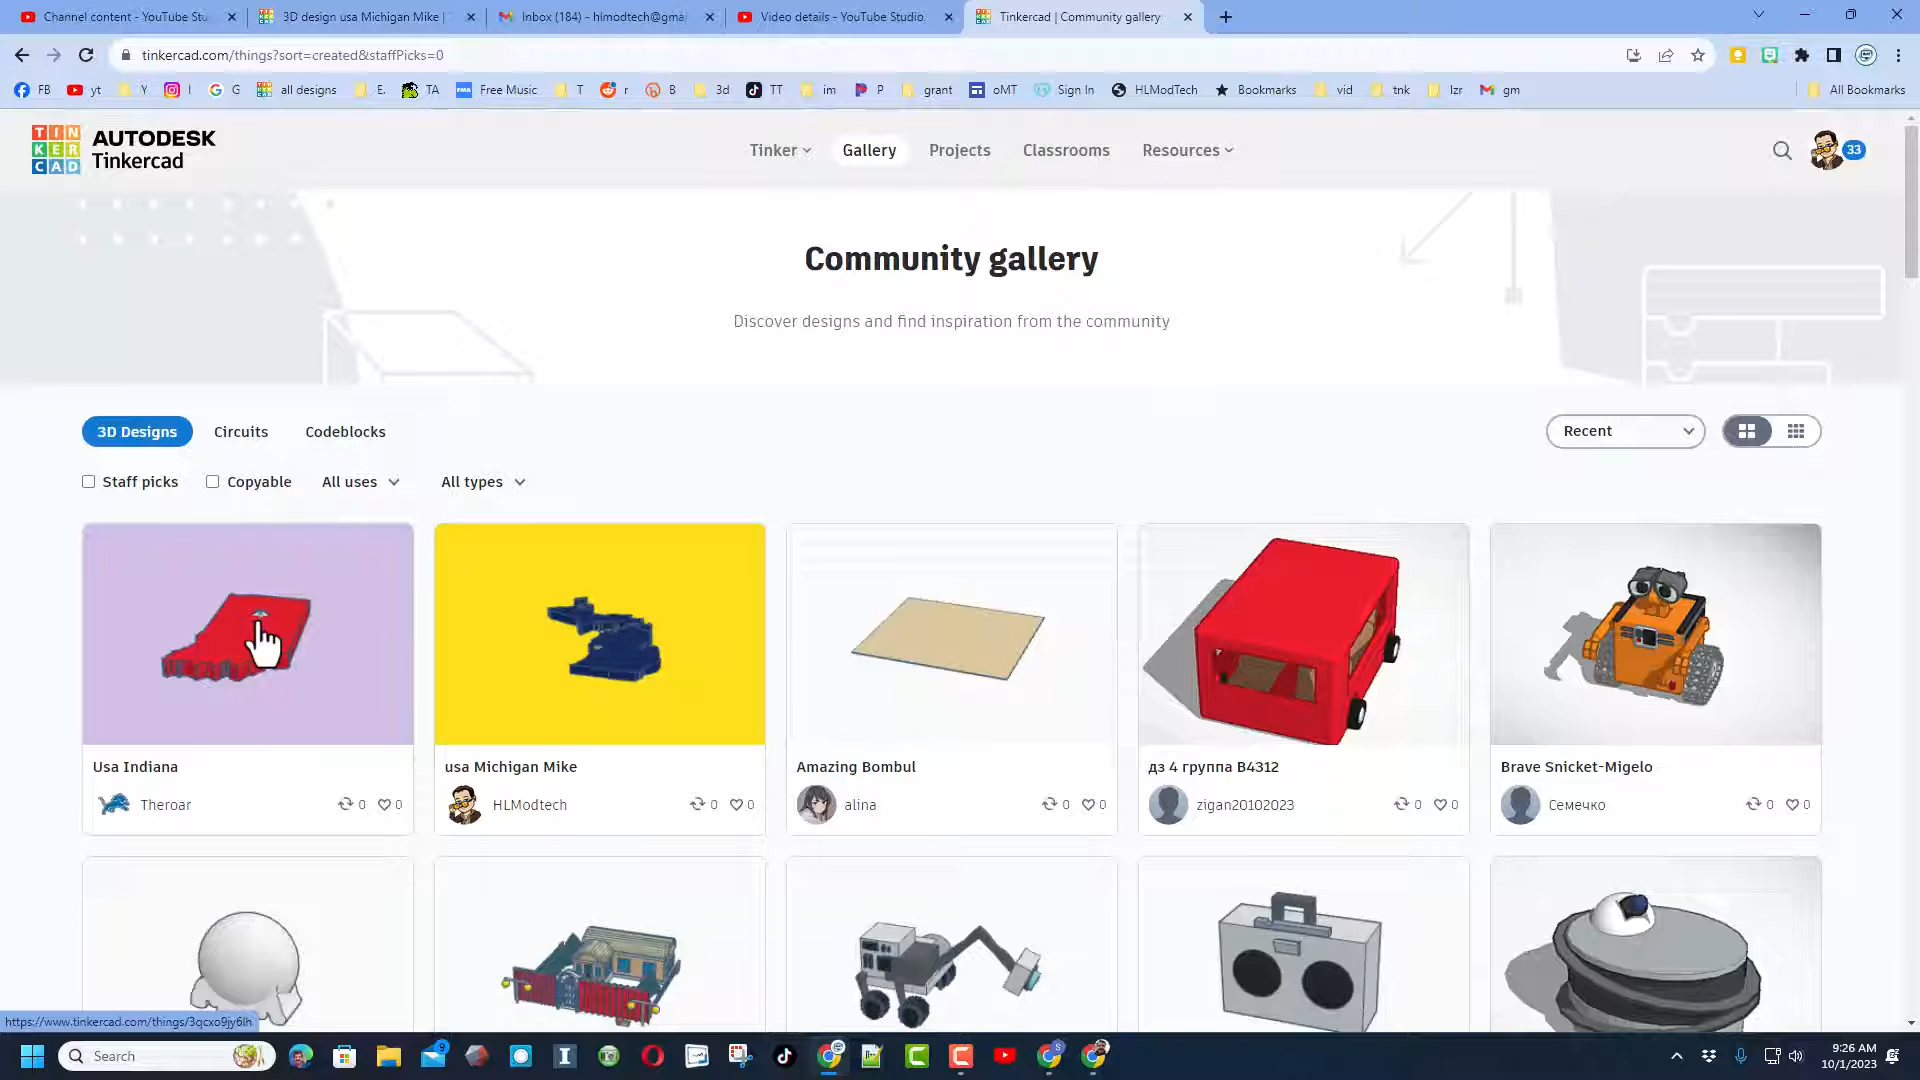 Channel content - YouTube Stu
3D design usa Michigan Mike |
Inbox (184) - hlmodtech@gmai
Video details - YouTube Studio
Tinkercad | Community gallery
tinkercad.com/things?sort=created&staffPicks=0
FB
yt
Y
I
G
all designs
E.
TA
Free Music
T
r
B
3d
TT
im
P
grant
oMT
Sign In
HLModTech
Bookmarks
vid
tnk
lzr
gm
All Bookmarks
TIN
KER
CAD
AUTODESK
Tinkercad
Tinker
Gallery
Projects
Classrooms
Resources
33
Community gallery
Discover designs and find inspiration from the community
3D Designs
Circuits
Codeblocks
Recent
Staff picks
Copyable
All uses
All types
Usa Indiana
Theroar
0
0
usa Michigan Mike
HLModtech
0
0
Amazing Bombul
alina
0
0
дз 4 группа В4312
zigan20102023
0
0
Brave Snicket-Migelo
Семечко
0
0
https://www.tinkercad.com/things/3qcxo9jy6lh
Search
9
S
9:26 AM
10/1/2023